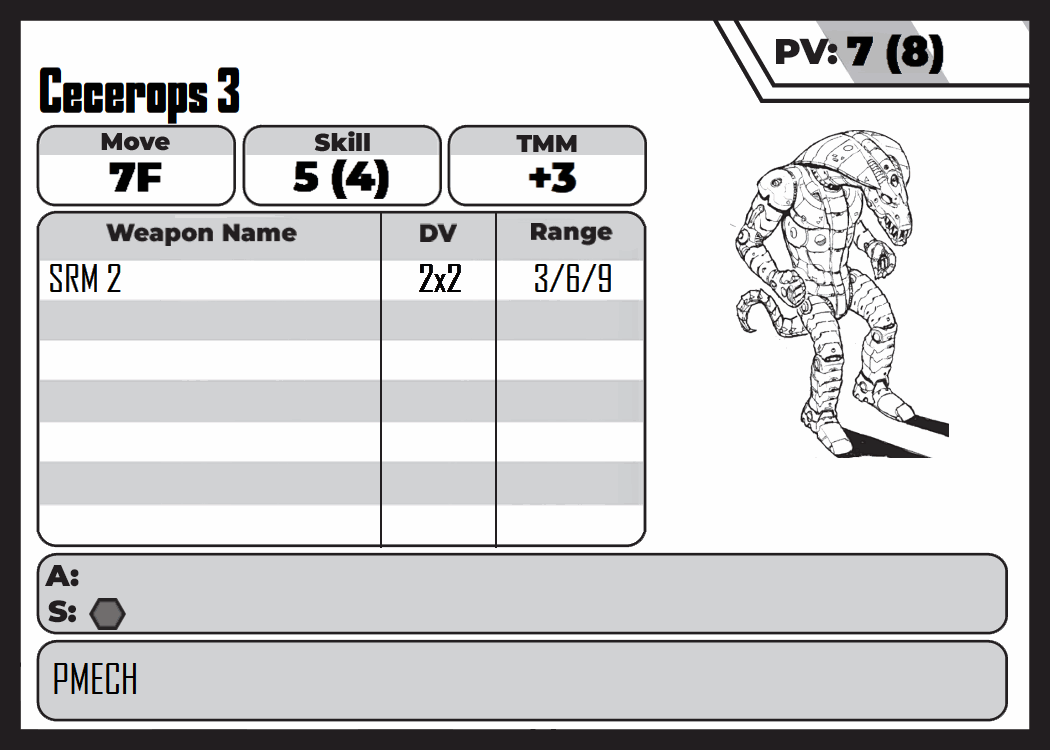 PV: 7 (8)
Cecerops 3
Move Skill TMM
7F 5 (4) +3
Weapon Name DV Range
SRM 2 2x2 3/6/9
A:
S:
PMECH